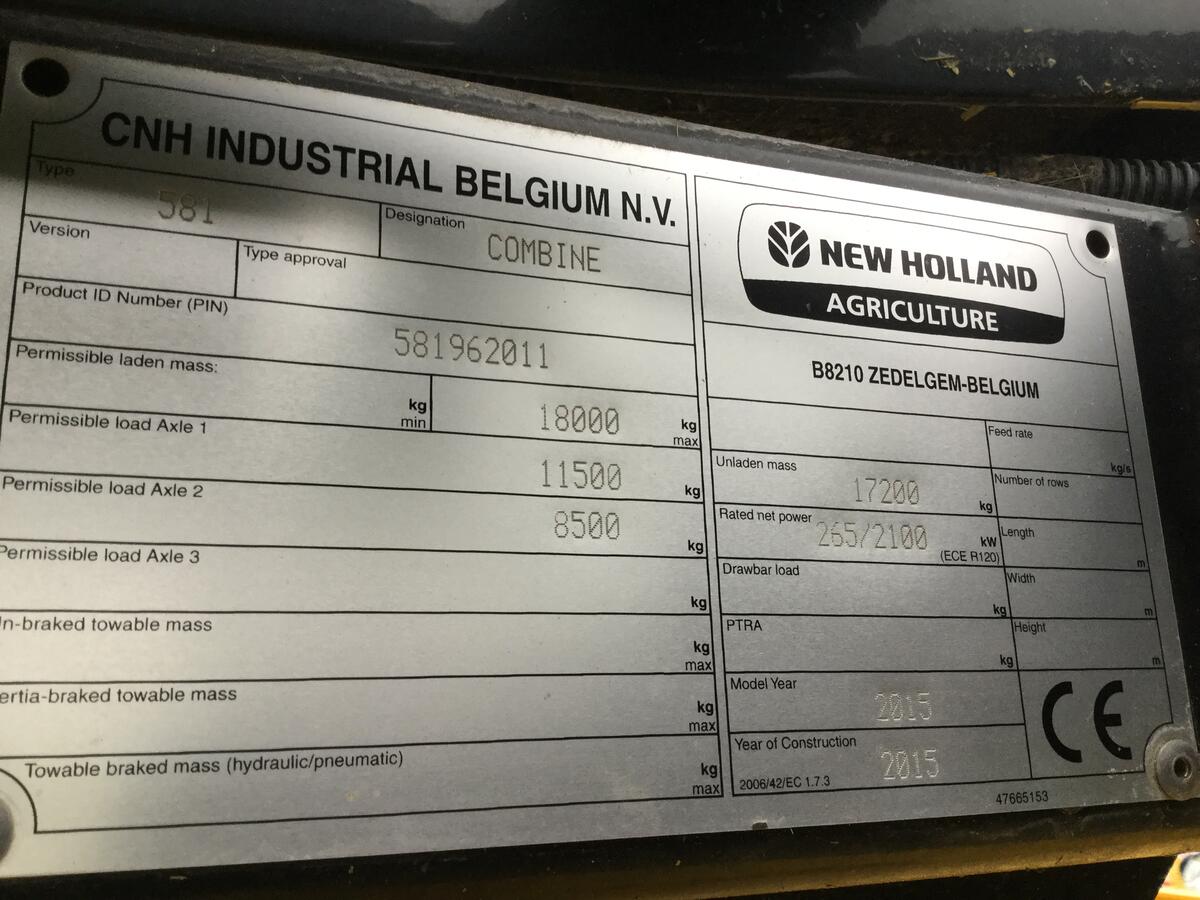 CNH INDUSTRIAL BELGIUM N.V.
Type
581
Designation
COMBINE
Version
Type approval
Product ID Number (PIN)
581962011
Permissible laden mass:
kg
min
18000
kg
max
Permissible load Axle 1
11500
kg
Permissible load Axle 2
8500
kg
Permissible load Axle 3
kg
n-braked towable mass
kg
max
ertia-braked towable mass
kg
max
Towable braked mass (hydraulic/pneumatic)
kg
max
NEW HOLLAND
AGRICULTURE
B8210 ZEDELGEM-BELGIUM
Feed rate
kg/s
Unladen mass
17200
kg
Number of rows
Rated net power
265/2100
kW
(ECE R120)
Length
m
Drawbar load
kg
Width
m
PTRA
kg
Height
m
Model Year
2015
Year of Construction
2015
2006/42/EC 1.7.3
CE
47665153